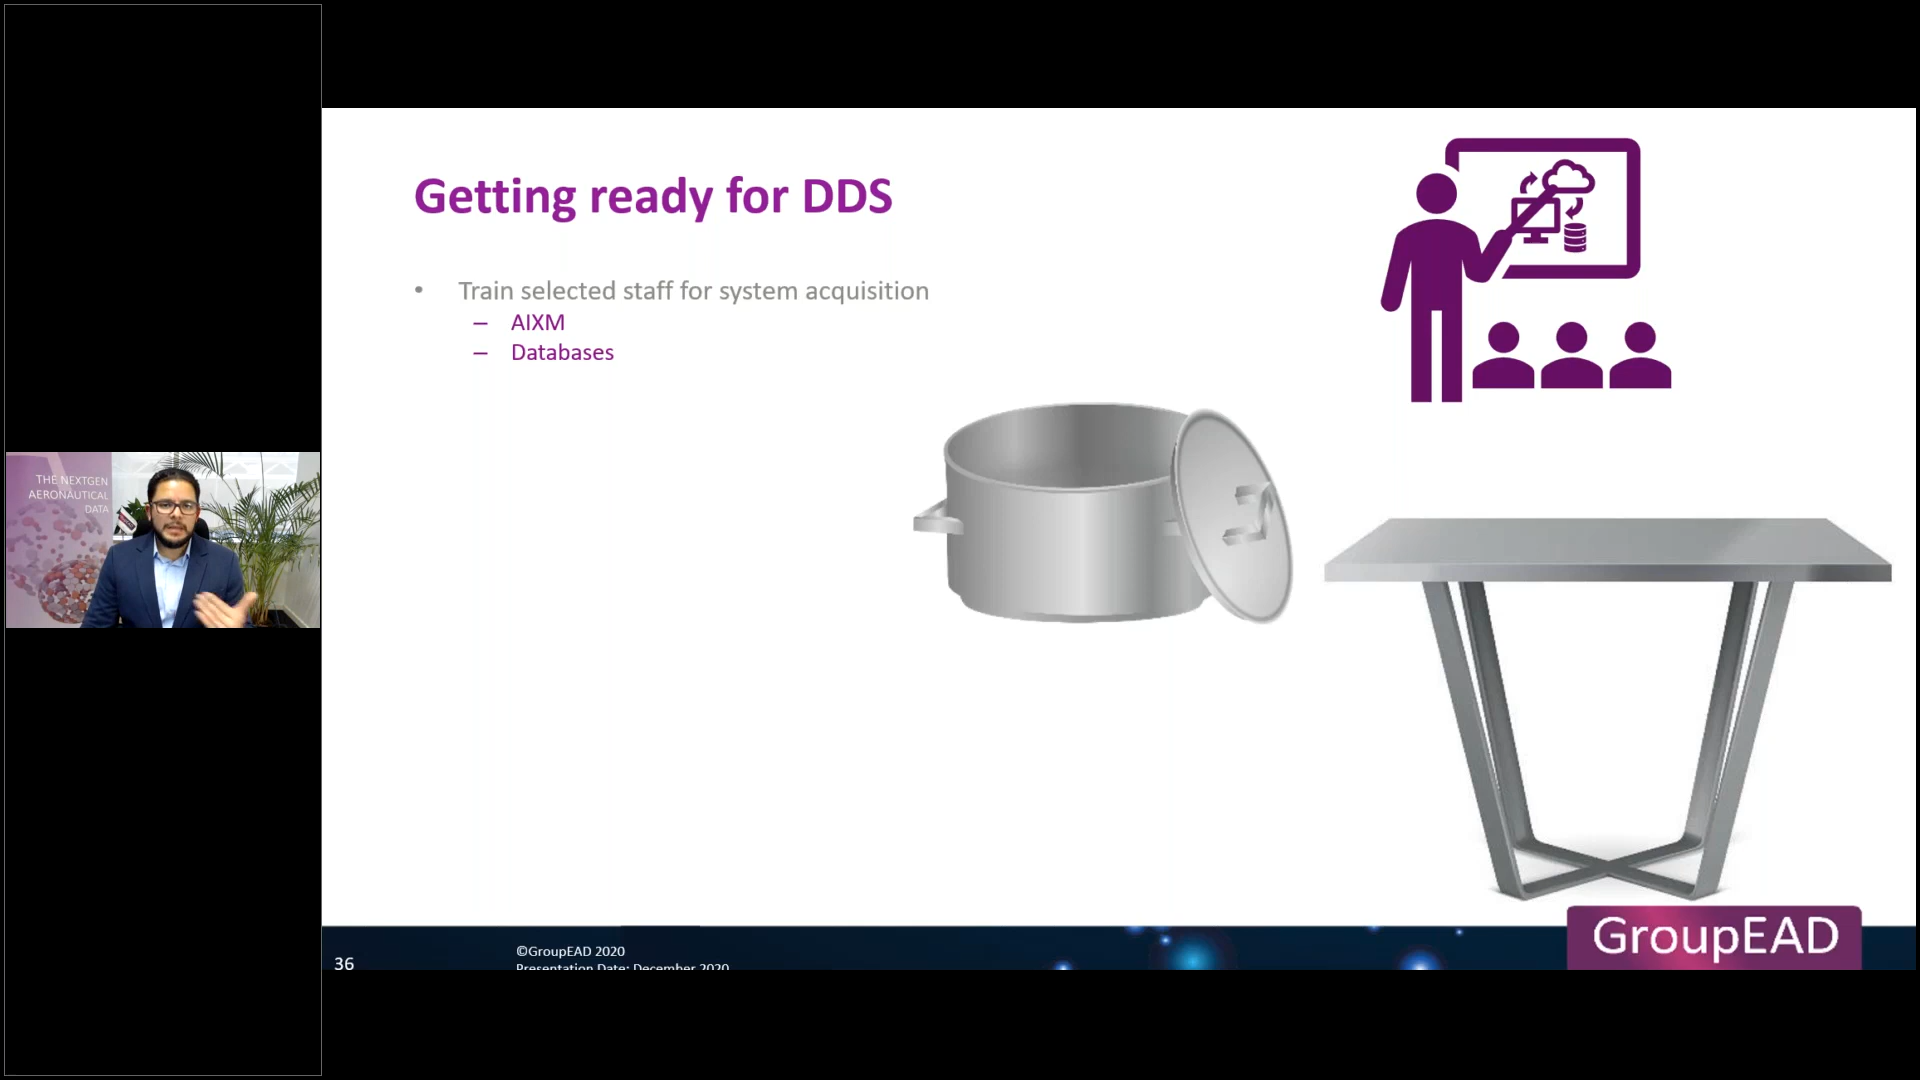 THE NEXTGEN
AERONAUTICAL
DATA
Getting ready for DDS
• Train selected staff for system acquisition
– AIXM
– Databases
36
©GroupEAD 2020
Presentation Date: December 2020
GroupEAD